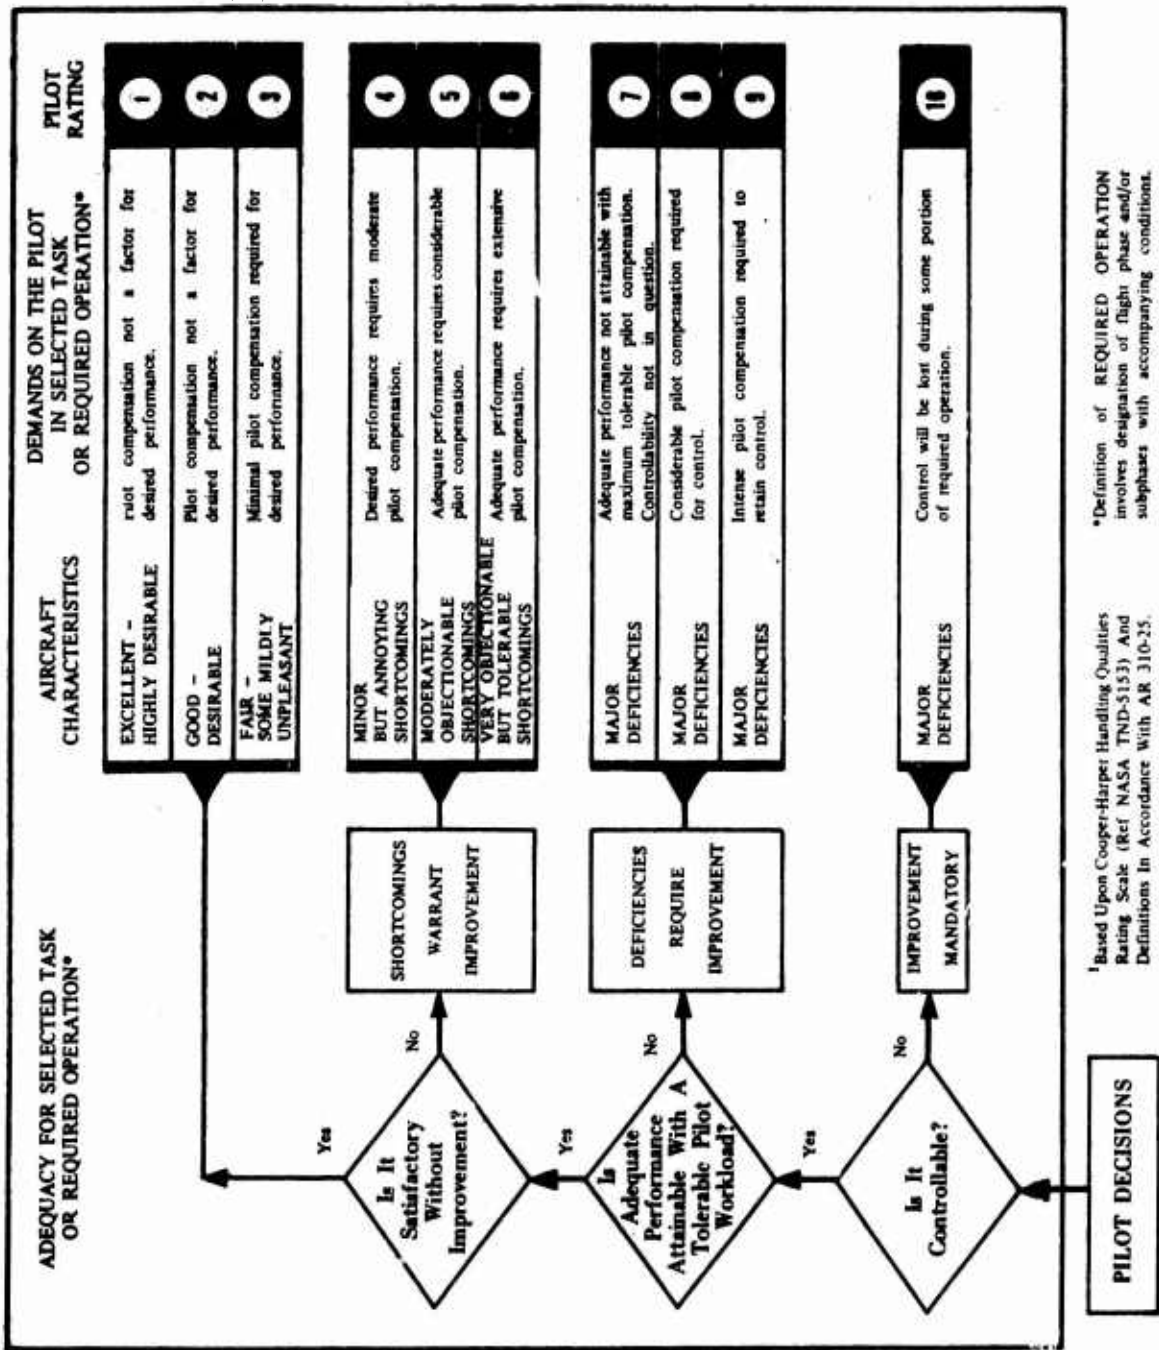 ADEQUACY FOR SELECTED TASK
OR REQUIRED OPERATION*
AIRCRAFT
CHARACTERISTICS
DEMANDS ON THE PILOT
IN SELECTED TASK
OR REQUIRED OPERATION*
PILOT
RATING
EXCELLENT –
HIGHLY DESIRABLE
compensation not a factor for
desired performance.
1
GOOD –
DESIRABLE
Pilot compensation not a factor for
desired performance.
2
FAIR –
SOME MILDLY
UNPLEASANT
Minimal pilot compensation required for
desired performance.
3
Yes
Is It
Satisfactory
Without
Improvement?
No
SHORTCOMINGS
WARRANT
IMPROVEMENT
MINOR
BUT ANNOYING
SHORTCOMINGS
Desired performance requires moderate
pilot compensation.
4
MODERATELY
OBJECTIONABLE
SHORTCOMINGS
Adequate performance requires considerable
pilot compensation.
5
VERY OBJECTIONABLE
BUT TOLERABLE
SHORTCOMINGS
Adequate performance requires extensive
pilot compensation.
6
Yes
Is
Adequate
Performance
Attainable With A
Tolerable Pilot
Workload?
No
DEFICIENCIES
REQUIRE
IMPROVEMENT
MAJOR
DEFICIENCIES
Adequate performance not attainable with
maximum tolerable pilot compensation.
Controllability not in question.
7
MAJOR
DEFICIENCIES
Considerable pilot compensation required
for control.
8
MAJOR
DEFICIENCIES
Intense pilot compensation required to
retain control.
9
Yes
Is It
Controllable?
No
IMPROVEMENT
MANDATORY
MAJOR
DEFICIENCIES
Control will be lost during some portion
of required operation.
10
PILOT DECISIONS
¹Based Upon Cooper-Harper Handling Qualities
Rating Scale (Ref NASA TND-5153) And
Definitions In Accordance With AR 310-25.
*Definition of REQUIRED OPERATION
involves designation of flight phase and/or
subphases with accompanying conditions.